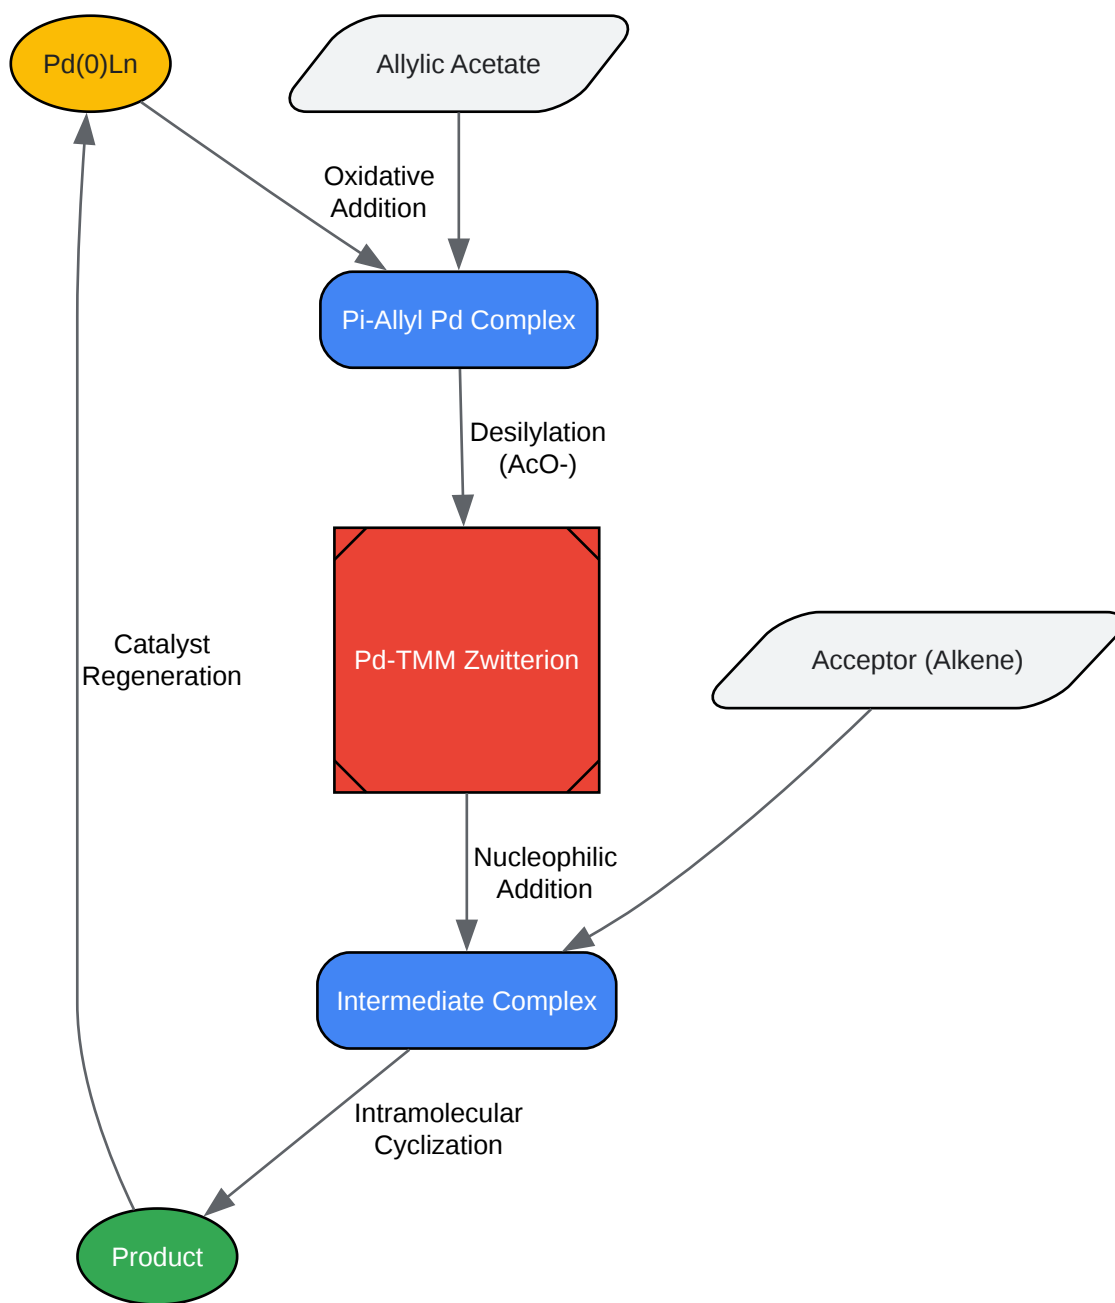 Pd(0)Ln
Allylic Acetate
Oxidative
Addition
Pi-Allyl Pd Complex
Desilylation
(AcO-)
Catalyst
Regeneration
Pd-TMM Zwitterion
Acceptor (Alkene)
Nucleophilic
Addition
Intermediate Complex
Intramolecular
Cyclization
Product